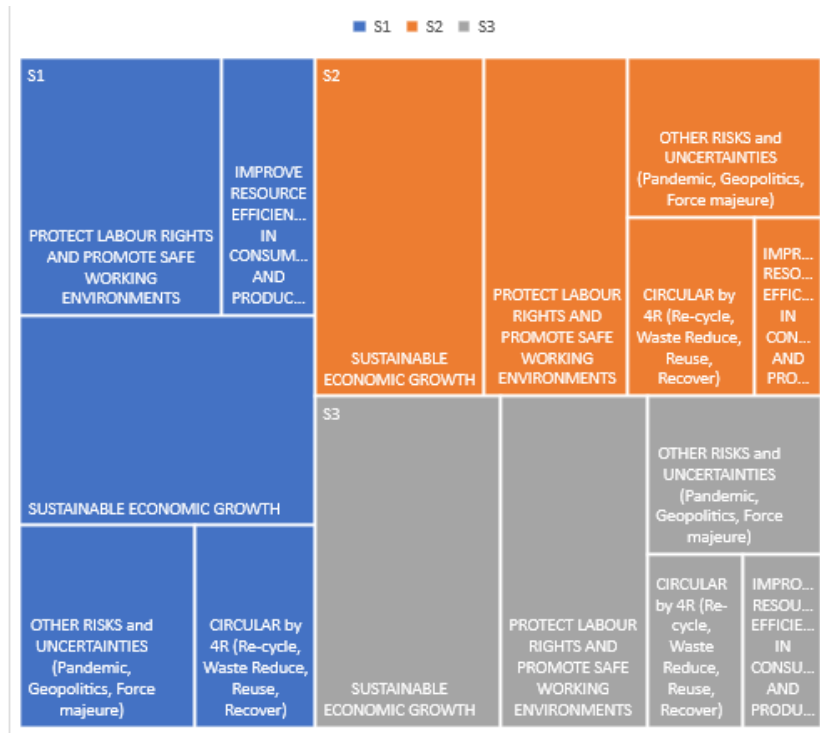 S1 S2 S3
S1
PROTECT LABOUR RIGHTS
AND PROMOTE SAFE
WORKING
ENVIRONMENTS
IMPROVE
RESOURCE
EFFICIEN...
IN
CONSUM...
AND
PRODUC...
SUSTAINABLE ECONOMIC GROWTH
OTHER RISKS and
UNCERTAINTIES
(Pandemic,
Geopolitics, Force
majeure)
CIRCULAR by
4R (Re-cycle,
Waste Reduce,
Reuse,
Recover)
S2
SUSTAINABLE
ECONOMIC GROWTH
PROTECT LABOUR
RIGHTS AND
PROMOTE SAFE
WORKING
ENVIRONMENTS
OTHER RISKS and
UNCERTAINTIES
(Pandemic, Geopolitics,
Force majeure)
CIRCULAR by
4R (Re-cycle,
Waste Reduce,
Reuse,
Recover)
IMPR...
RESO...
EFFIC...
IN
CON...
AND
PRO...
S3
SUSTAINABLE
ECONOMIC GROWTH
PROTECT LABOUR
RIGHTS AND
PROMOTE SAFE
WORKING
ENVIRONMENTS
OTHER RISKS and
UNCERTAINTIES
(Pandemic,
Geopolitics, Force
majeure)
CIRCULAR
by 4R (Re-
cycle,
Waste
Reduce,
Reuse,
Recover)
IMPRO...
RESOU...
EFFICIE...
IN
CONSU...
AND
PRODU...